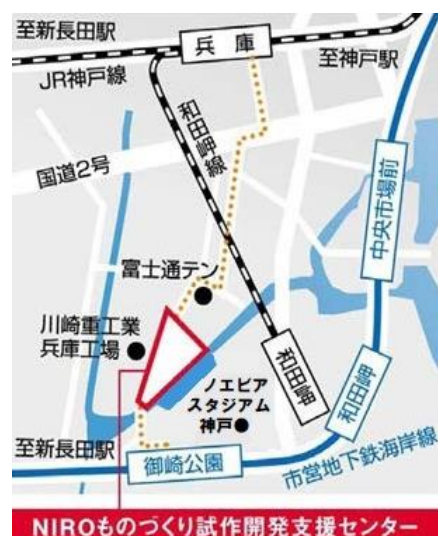 至新長田駅
兵庫
至神戸駅
JR神戸線
和田岬線
国道2号
中央市場前
富士通テン
川崎重工業
兵庫工場
和田岬
和田岬
ノエビア
スタジアム
神戸
至新長田駅
御崎公園
市営地下鉄海岸線
NIROものづくり試作開発支援センター